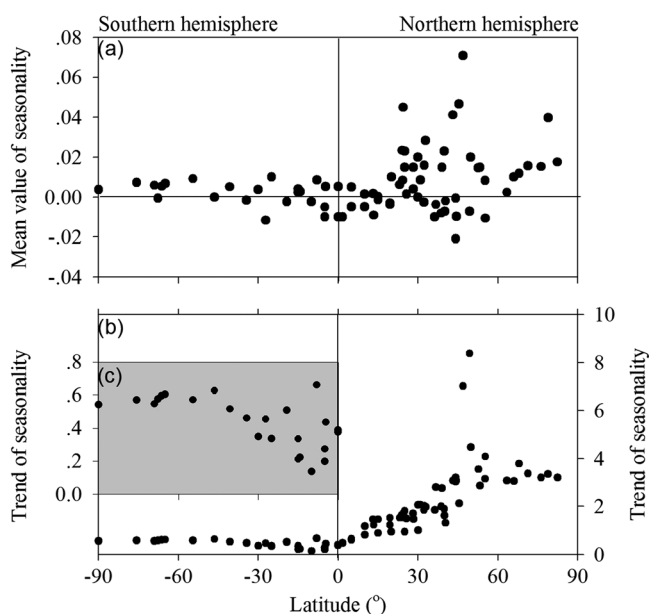 Southern hemisphere Northern hemisphere
(a)
Mean value of seasonality
.08
.06
.04
.02
0.00
-.02
-.04
(b)
(c)
Trend of seasonality
.8
.6
.4
.2
0.0
10
8
6
4
2
0
Trend of seasonality
-90 -60 -30 0 30 60 90
Latitude (o)